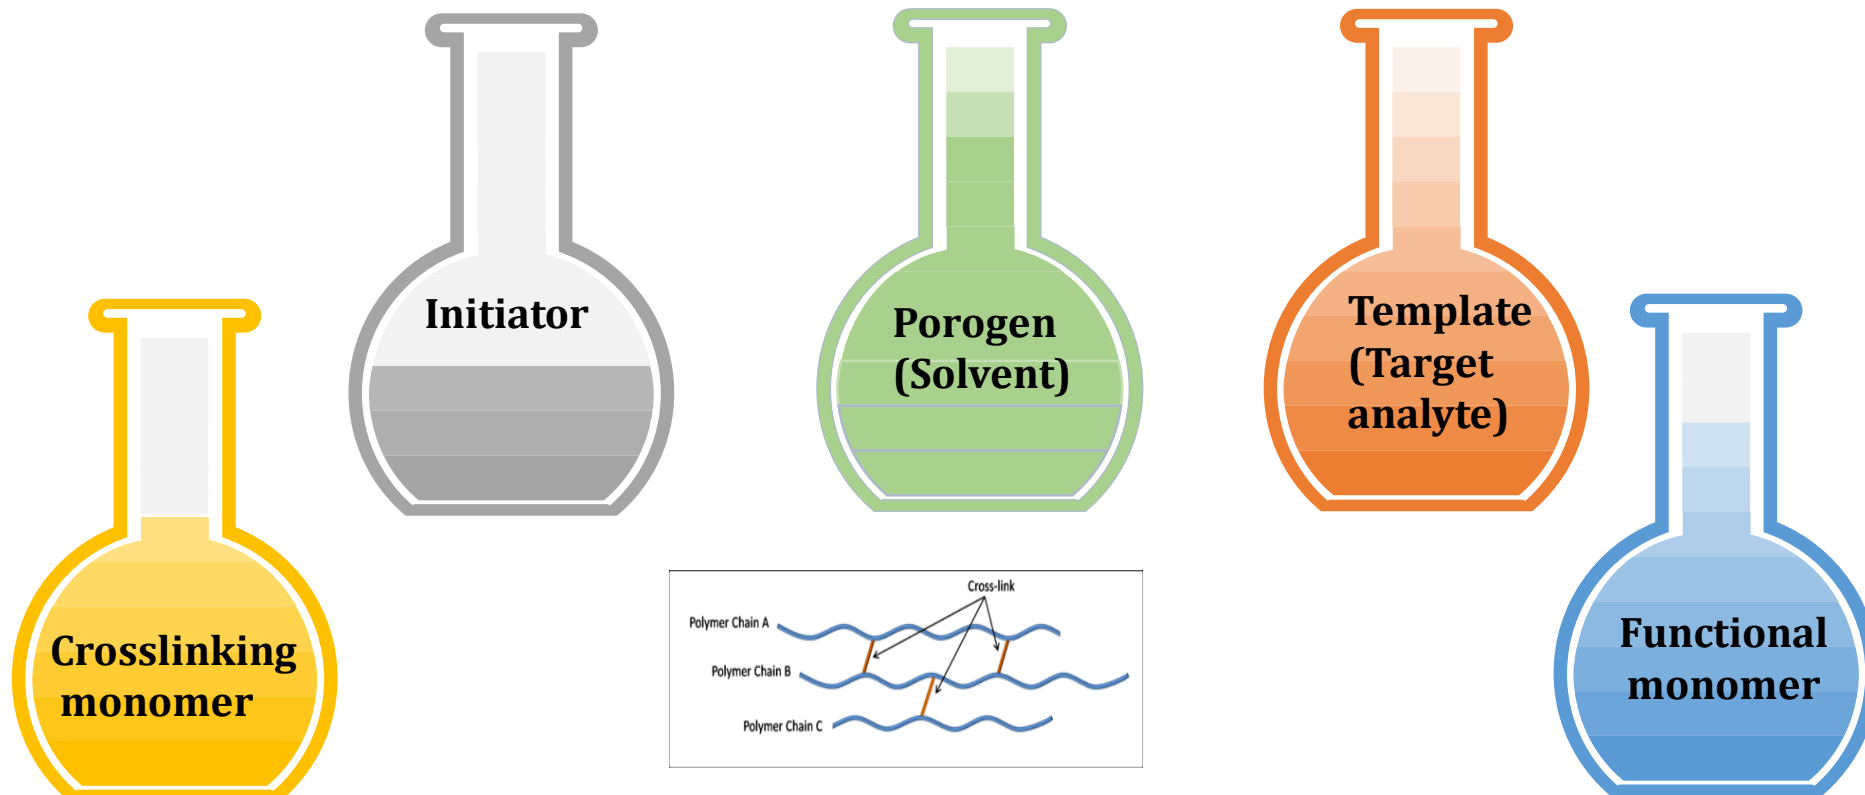 Initiator
Porogen
(Solvent)
Template
(Target
analyte)
Crosslinking
monomer
Functional
monomer
Cross-link
Polymer Chain A
Polymer Chain B
Polymer Chain C